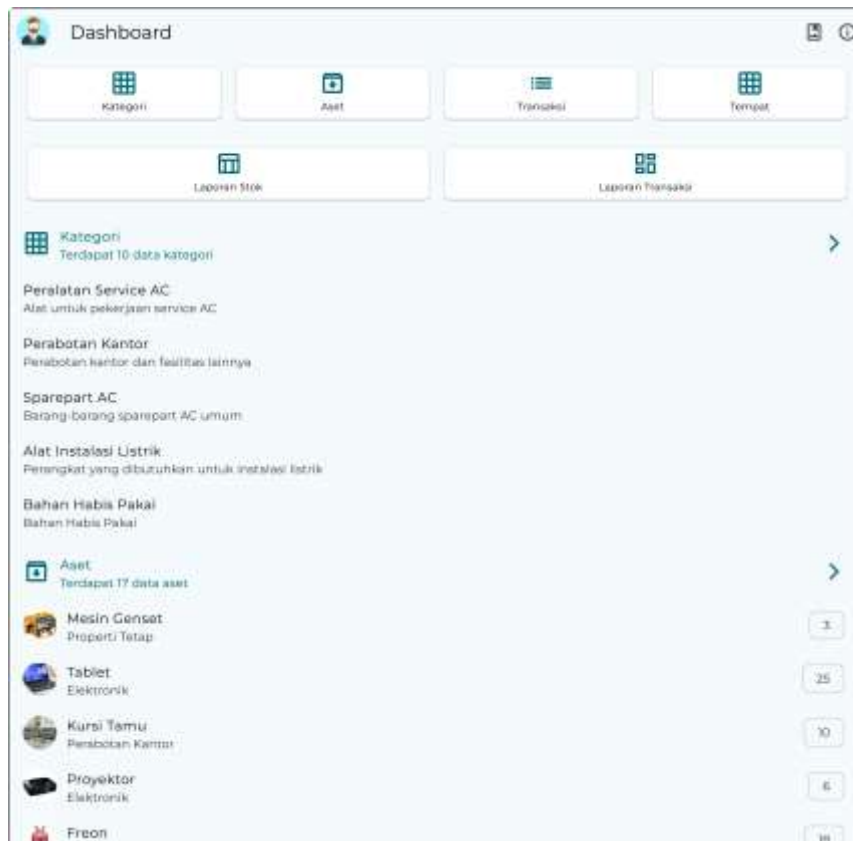 Dashboard
Kategori
Aset
Transaksi
Tempat
Laporan Stok
Laporan Transaksi
Kategori
Terdapat 10 data kategori
Peralatan Service AC
Alat untuk pekerjaan service AC
Perabotan Kantor
Perabotan kantor dan fasilitas lainnya
Sparepart AC
Barang-barang sparepart AC umum
Alat Instalasi Listrik
Perangkat yang dibutuhkan untuk instalasi listrik
Bahan Habis Pakai
Bahan Habis Pakai
Aset
Terdapat 17 data aset
Mesin Genset
3
Properti Tetap
Tablet
25
Elektronik
Kursi Tamu
10
Perabotan Kantor
Proyektor
6
Elektronik
Freon